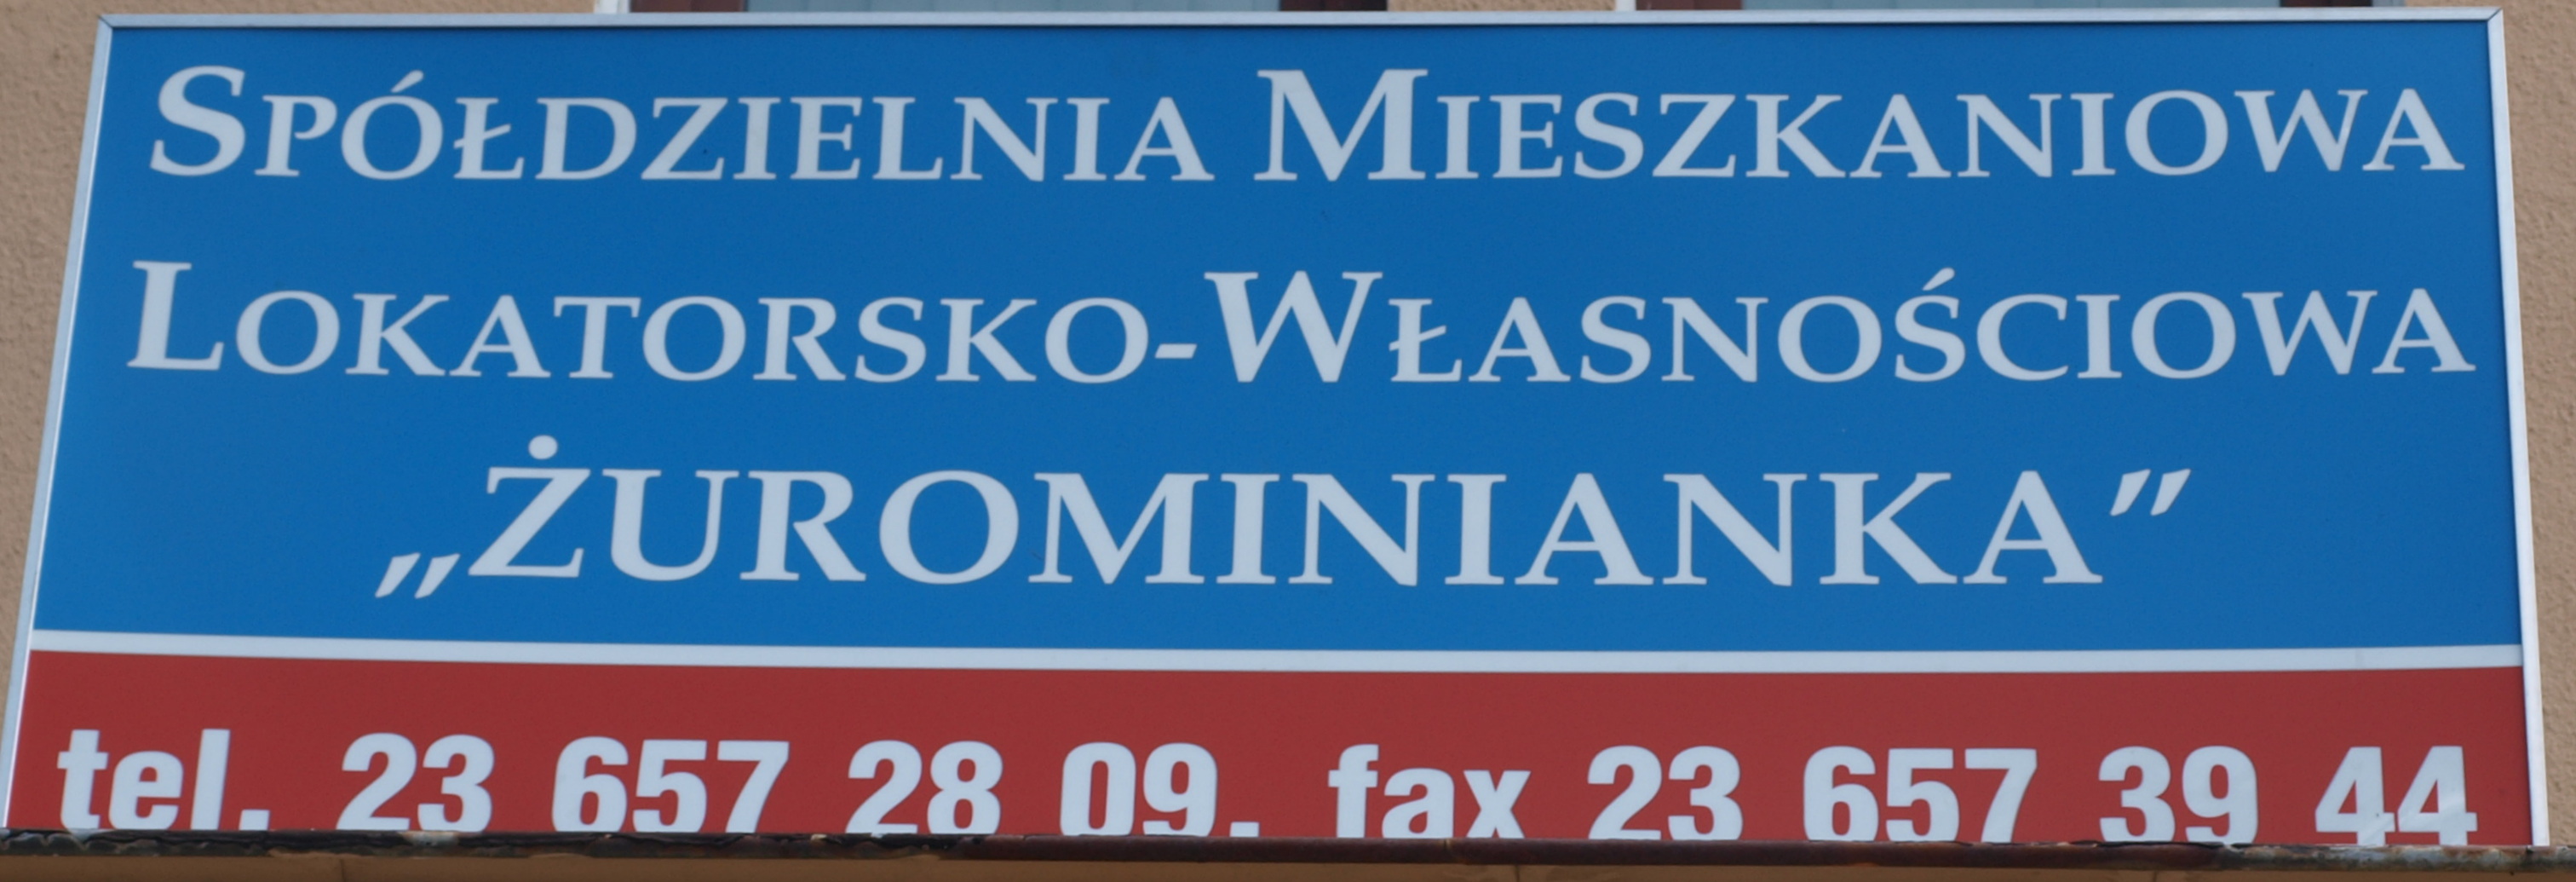 SPÓŁDZIELNIA MIESZKANIOWA
LOKATORSKO-WŁASNOŚCIOWA
„ŻUROMINIANKA”
tel. 23 657 28 09, fax 23 657 39 44